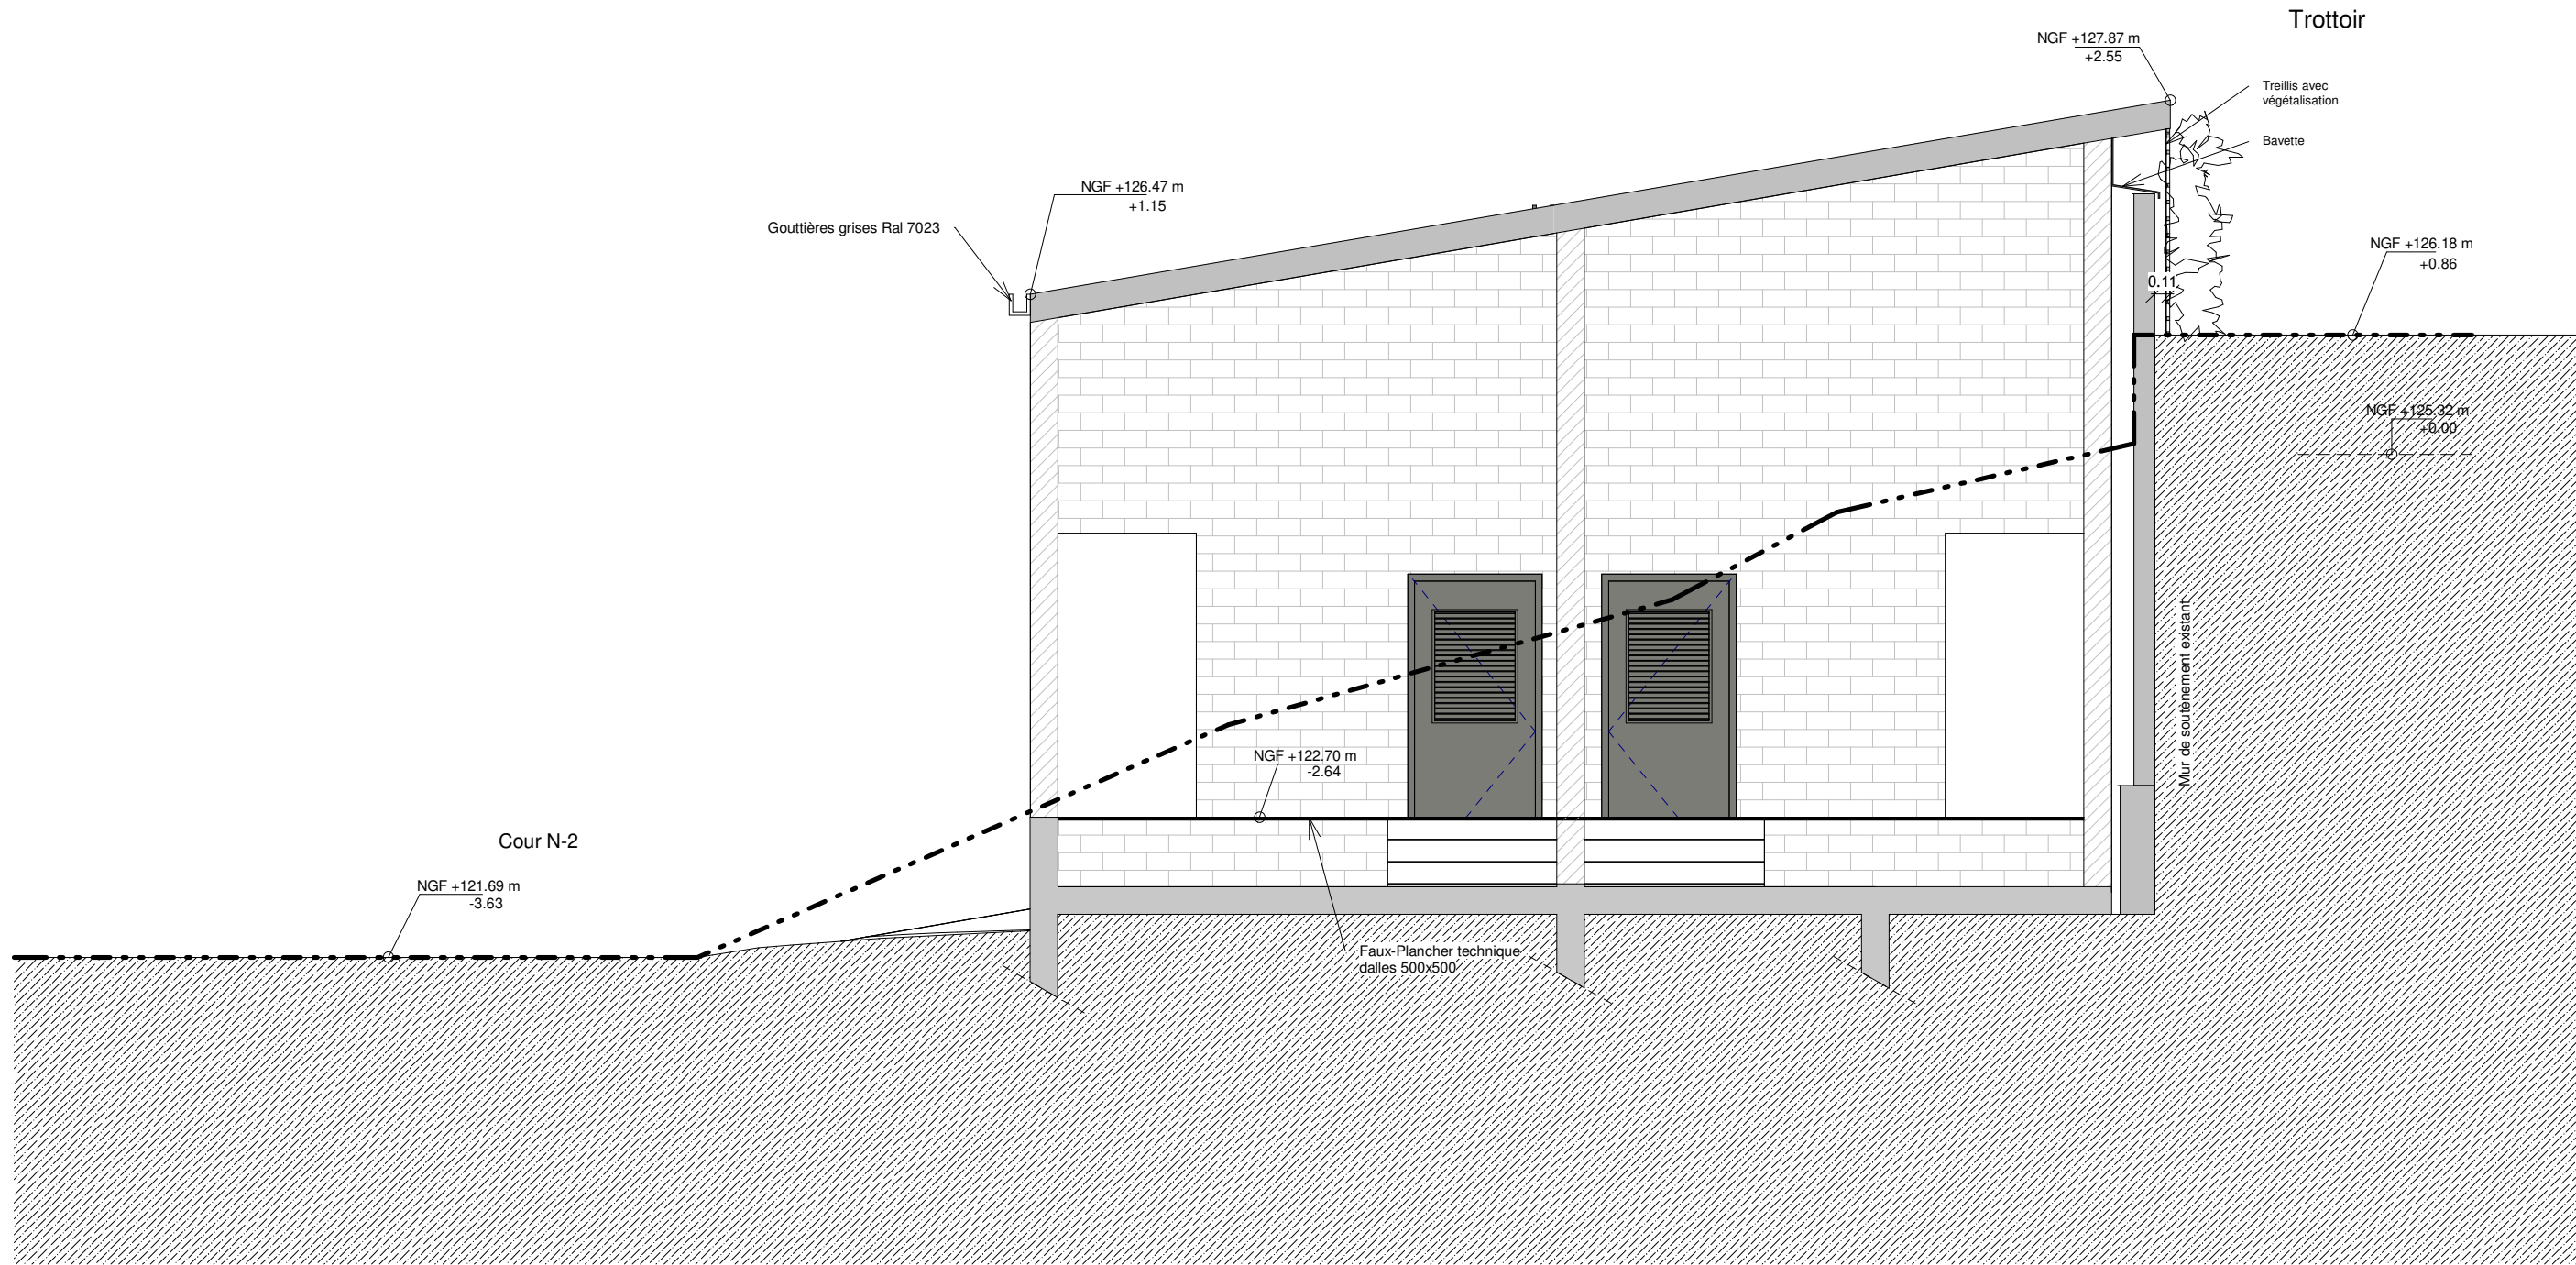 Trottoir
NGF +127.87 m
+2.55
Treillis avec
végétalisation
Bavette
NGF +126.47 m
+1.15
Gouttières grises Ral 7023
NGF +126.18 m
+0.86
0.11
NGF +125.32 m
+0.00
Mur de soutènement existant
NGF +122.70 m
-2.64
Cour N-2
NGF +121.69 m
-3.63
Faux-Plancher technique
dalles 500x500